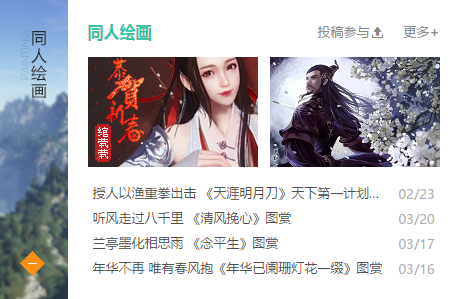 同人绘画
PAINTING
同人绘画
投稿参与
更多+
恭贺新春
绾载载
授人以渔重拳出击 《天涯明月刀》天下第一计划...
02/23
听风走过八千里 《清风挽心》图赏
03/20
兰亭墨化相思雨 《念平生》图赏
03/17
年华不再 唯有春风抱《年华已阑珊灯花一缀》图赏
03/16